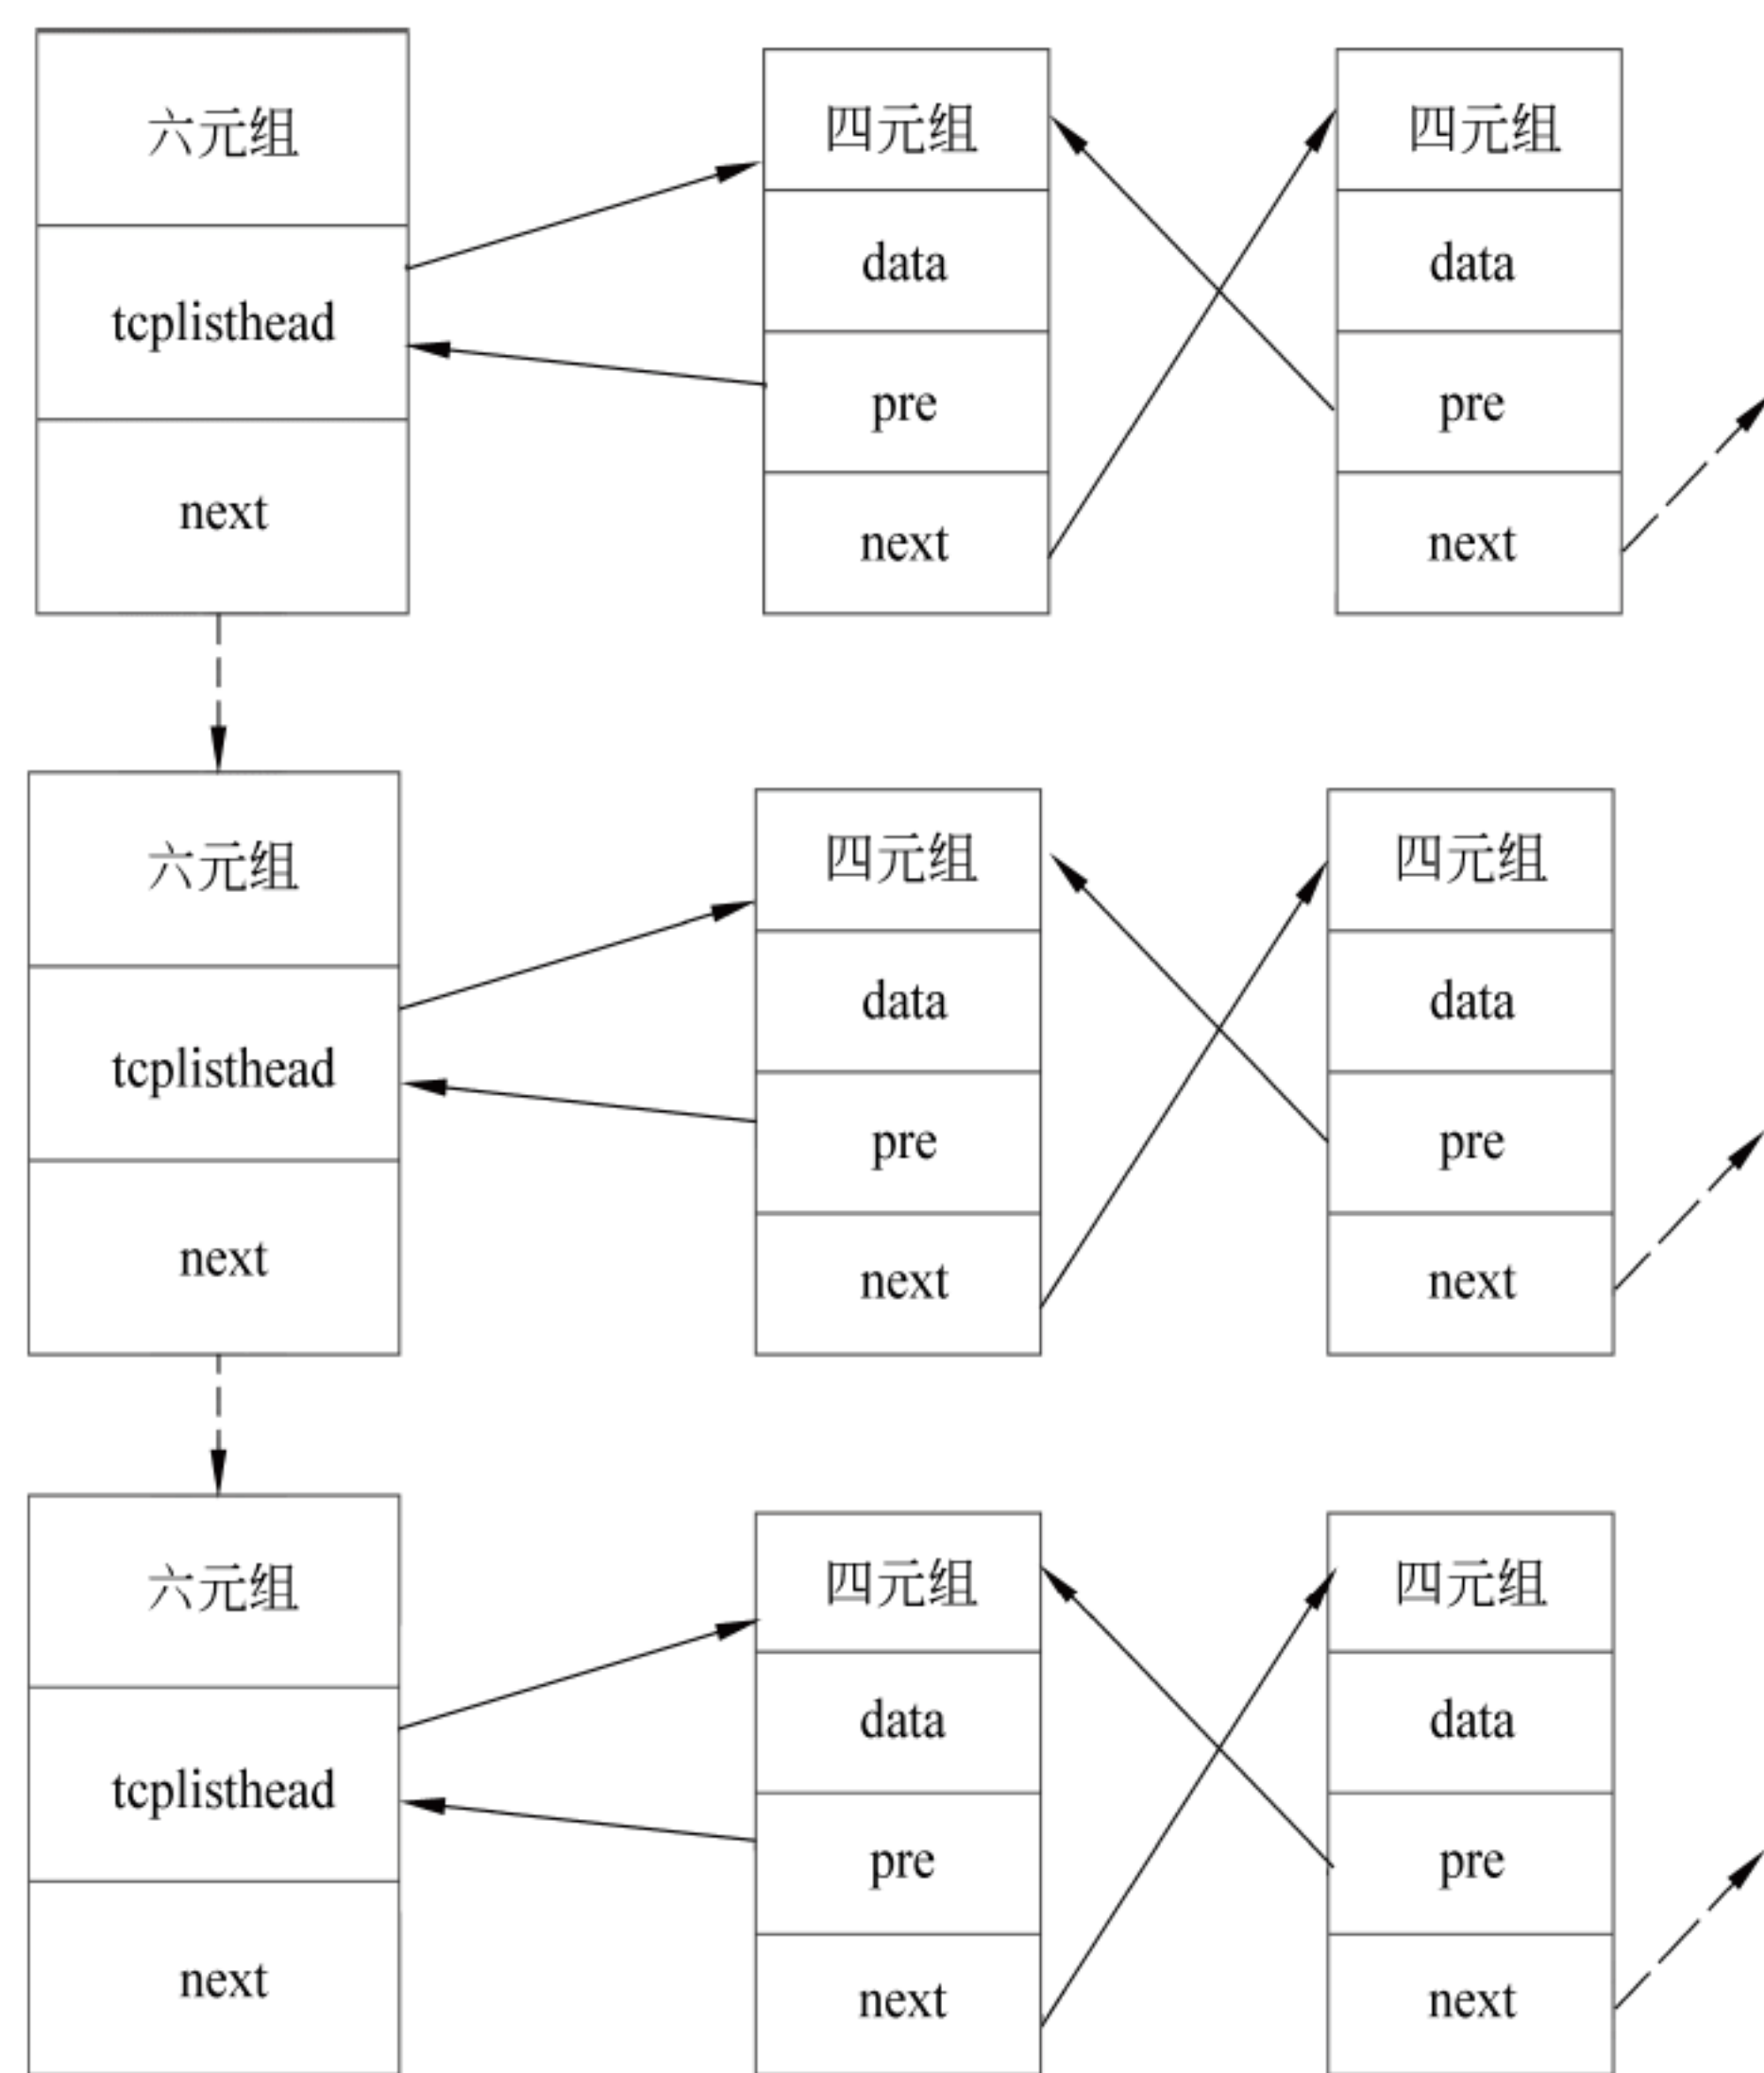 六元组
tcplisthead
next
四元组
data
pre
next
四元组
data
pre
next
六元组
tcplisthead
next
四元组
data
pre
next
四元组
data
pre
next
六元组
tcplisthead
next
四元组
data
pre
next
四元组
data
pre
next